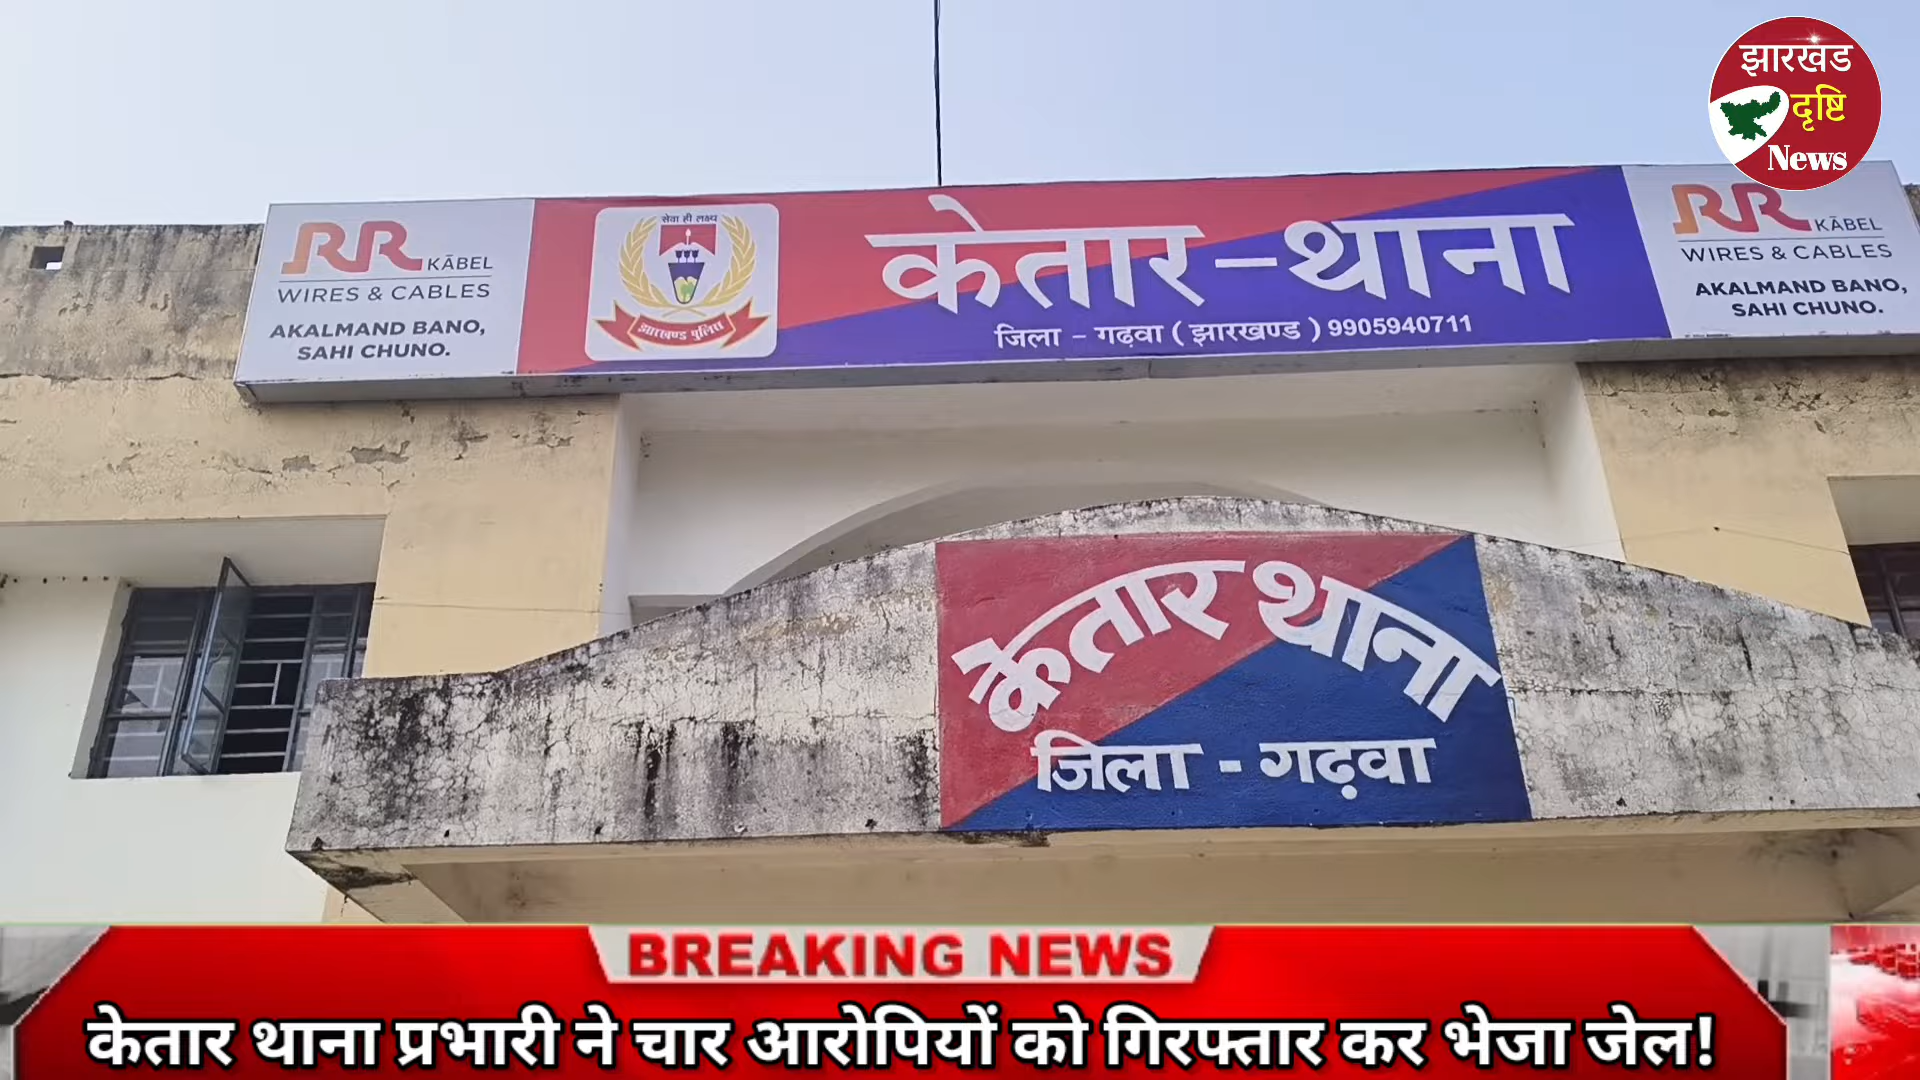 झारखंड
दृष्टि
News
RR KĀBEL
WIRES & CABLES
AKALMAND BANO,
SAHI CHUNO.
सेवा ही लक्ष्य
झारखण्ड पुलिस
केतार-थाना
जिला - गढ़वा ( झारखण्ड ) 9905940711
RR KĀBEL
WIRES & CABLES
AKALMAND BANO,
SAHI CHUNO.
केतार थाना
जिला - गढ़वा
BREAKING NEWS
केतार थाना प्रभारी ने चार आरोपियों को गिरफ्तार कर भेजा जेल!